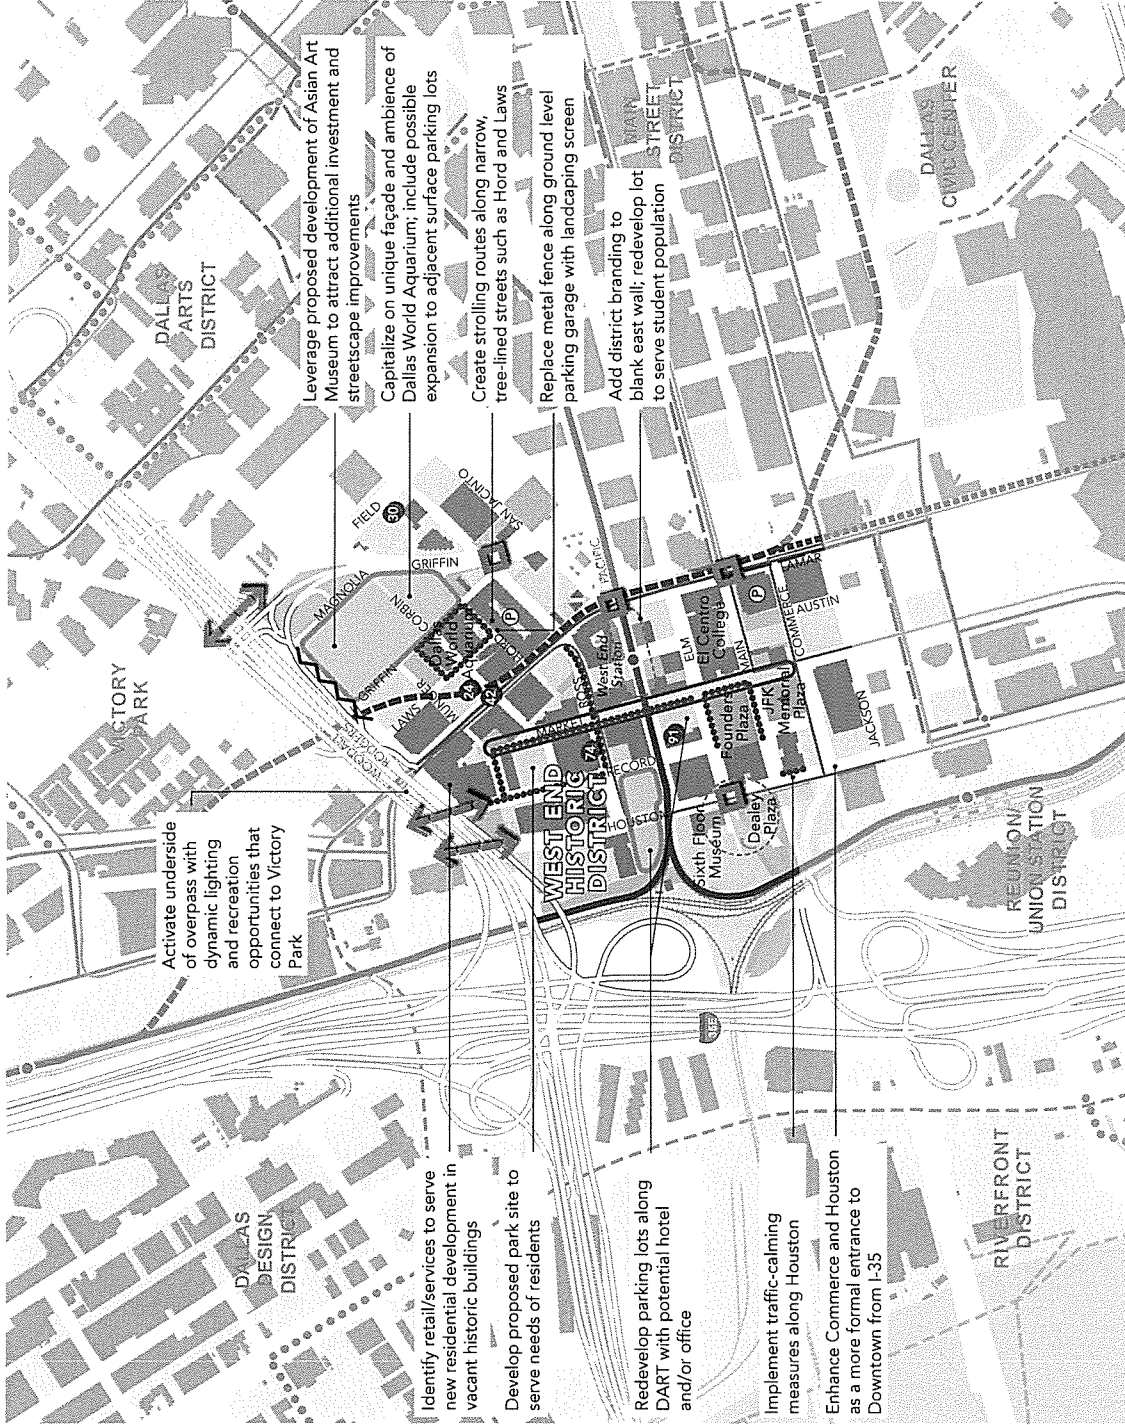 Activate underside
of overpass with
dynamic lighting
and recreation
opportunities that
connect to Victory
Park
Leverage proposed development of Asian Art
Museum to attract additional investment and
streetscape improvements
Capitalize on unique façade and ambience of
Dallas World Aquarium; include possible
expansion to adjacent surface parking lots
Create strolling routes along narrow,
tree-lined streets such as Hord and Laws
Replace metal fence along ground level
parking garage with landcaping screen
Add district branding to
blank east wall; redevelop lot
to serve student population
Identify retail/services to serve
new residential development in
vacant historic buildings
Develop proposed park site to
serve needs of residents
Redevelop parking lots along
DART with potential hotel
and/or office
Implement traffic-calming
measures along Houston
Enhance Commerce and Houston
as a more formal entrance to
Downtown from I-35
DALLAS
ARTS
DISTRICT
VICTORY
PARK
DALLAS
DESIGN
DISTRICT
MAIN
STREET
DISTRICT
DALLAS
CIVIC CENTER
REUNION/
UNION STATION
DISTRICT
RIVERFRONT
DISTRICT
WEST END
HISTORIC
DISTRICT
FIELD
30
SAN JACINTO
GRIFFIN
MAGNOLIA
CORBIN
GRIFFIN
Dallas
World
Aquarium
HORD
P
LAWS
MUNGER
24
WOODALL
RODGERS
PACIFIC
West End
Station
ROSS
MARKET
RECORD
HOUSTON
ELM
El Centro
College
MAIN
P
LAMAR
COMMERCE
AUSTIN
Founders
Plaza
JFK
Memorial
Plaza
JACKSON
Sixth Floor
Museum
Dealey
Plaza